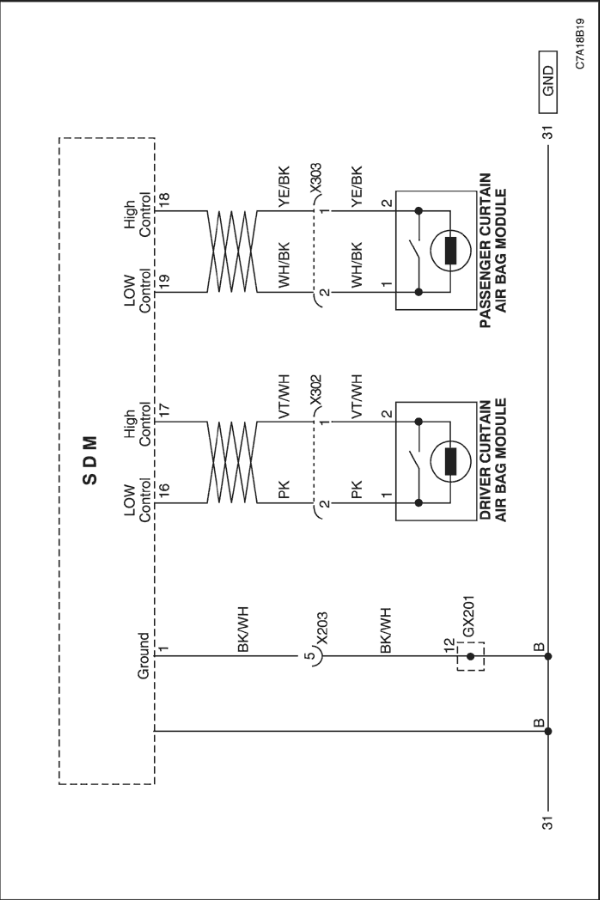 S D M
Ground
LOW
Control
High
Control
LOW
Control
High
Control
1
16
17
19
18
BK/WH
PK
VT/WH
WH/BK
YE/BK
5
X203
2
1
X302
2
1
X303
BK/WH
PK
VT/WH
WH/BK
YE/BK
12
GX201
1
2
1
2
DRIVER CURTAIN
AIR BAG MODULE
PASSENGER CURTAIN
AIR BAG MODULE
B
B
31
31
GND
C7A18B19